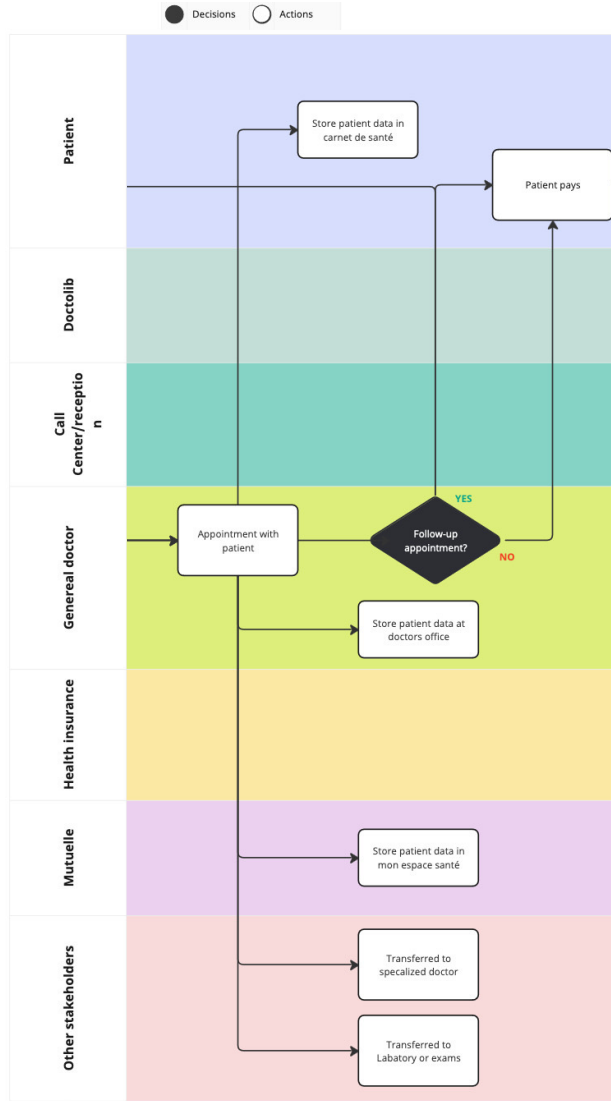 Decisions
Actions
Patient
Store patient data in
carnet de santé
Patient pays
Doctolib
Call
Center/receptio
n
YES
Genereal doctor
Appointment with
patient
Follow-up
appointment?
NO
Store patient data at
doctors office
Health insurance
Mutuelle
Store patient data in
mon espace santé
Other stakeholders
Transferred to
specalized doctor
Transferred to
Labatory or exams